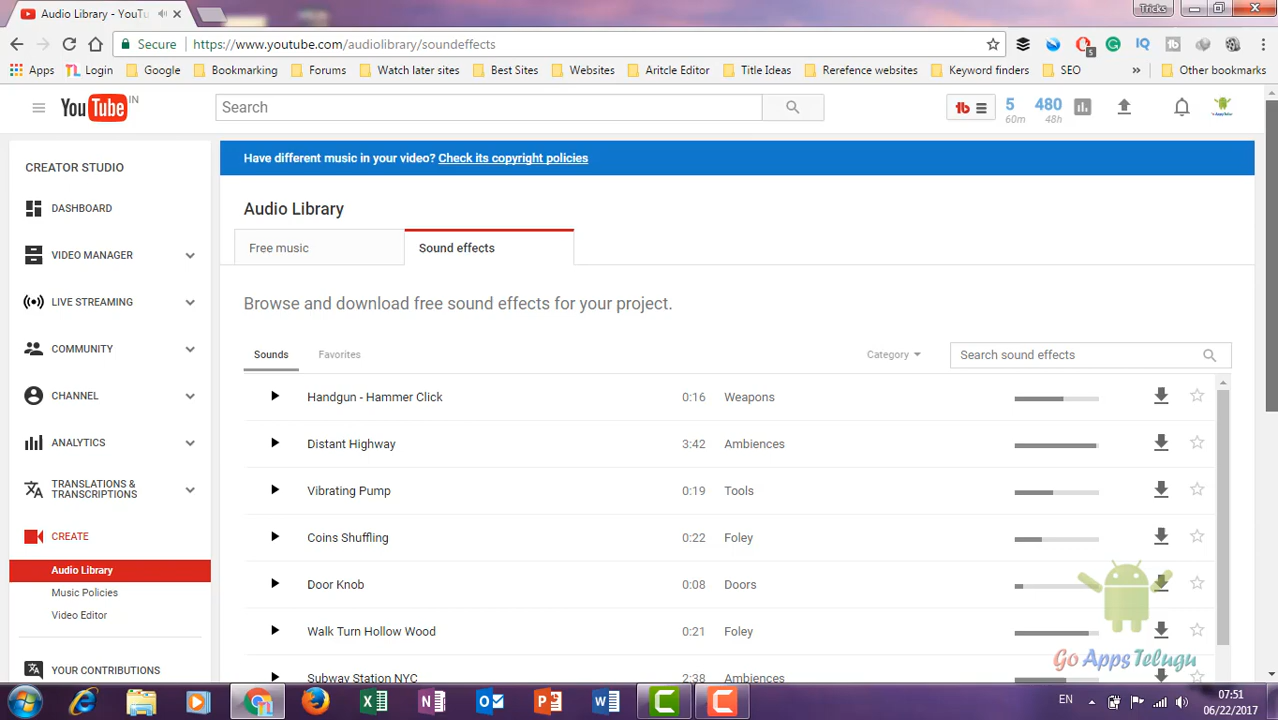 Audio Library - YouTu
Tricks
Secure
https://www.youtube.com/audiolibrary/soundeffects
5
Apps
Login
Google
Bookmarking
Forums
Watch later sites
Best Sites
Websites
Aritcle Editor
Title Ideas
Rerefence websites
Keyword finders
SEO
»
Other bookmarks
YouTube IN
Search
5
60m
480
48h
CREATOR STUDIO
DASHBOARD
VIDEO MANAGER
LIVE STREAMING
COMMUNITY
CHANNEL
ANALYTICS
TRANSLATIONS &
TRANSCRIPTIONS
CREATE
Audio Library
Music Policies
Video Editor
YOUR CONTRIBUTIONS
Have different music in your video? Check its copyright policies
Audio Library
Free music
Sound effects
Browse and download free sound effects for your project.
Sounds
Favorites
Category
Search sound effects
Handgun - Hammer Click 0:16 Weapons
Distant Highway 3:42 Ambiences
Vibrating Pump 0:19 Tools
Coins Shuffling 0:22 Foley
Door Knob 0:08 Doors
Walk Turn Hollow Wood 0:21 Foley
Subway Station NYC 2:38 Ambiences
Go AppsTelugu
EN
07:51
06/22/2017